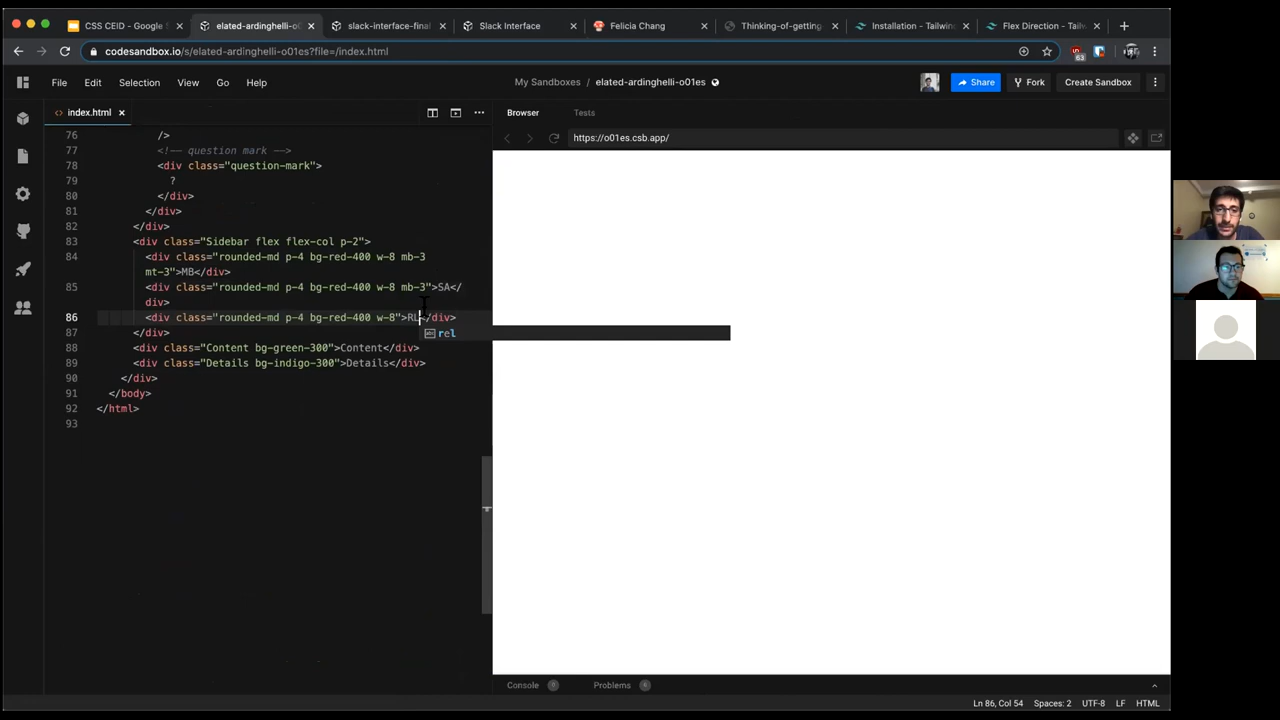 CSS CEID - Google S
elated-ardinghelli-o0
slack-interface-final
Slack Interface
Felicia Chang
Thinking-of-getting
Installation - Tailwin
Flex Direction - Tailw
codesandbox.io/s/elated-ardinghelli-o01es?file=/index.html
63
File Edit Selection View Go Help
My Sandboxes / elated-ardinghelli-o01es
Share
Fork
Create Sandbox
index.html
Browser
Tests
https://o01es.csb.app/
76 />
77 <!-- question mark -->
78 <div class="question-mark">
79 ?
80 </div>
81 </div>
82 </div>
83 <div class="Sidebar flex flex-col p-2">
84 <div class="rounded-md p-4 bg-red-400 w-8 mb-3
mt-3">MB</div>
85 <div class="rounded-md p-4 bg-red-400 w-8 mb-3">SA</
div>
86 <div class="rounded-md p-4 bg-red-400 w-8">RL</div>
87 </div>
abc rel
88 <div class="Content bg-green-300">Content</div>
89 <div class="Details bg-indigo-300">Details</div>
90 </div>
91 </body>
92 </html>
93
Console 0
Problems
Ln 86, Col 54 Spaces: 2 UTF-8 LF HTML